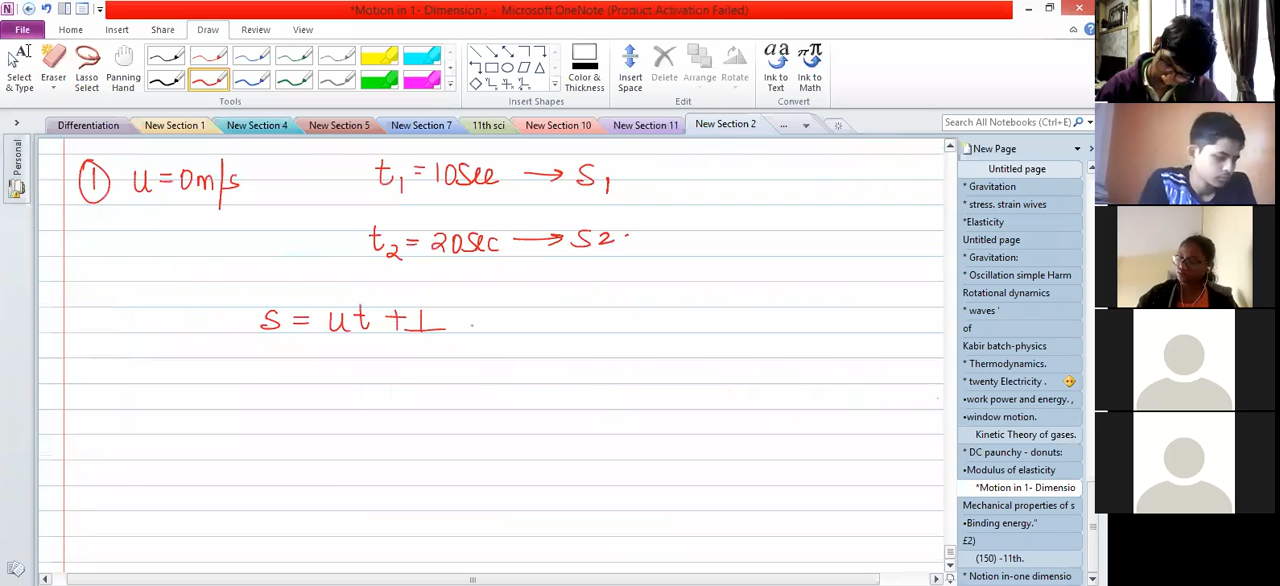 *Motion in 1- Dimension : - Microsoft OneNote (Product Activation Failed)
File Home Insert Share Draw Review View
Select & Type Eraser Lasso Select Panning Hand
Color & Thickness
Insert Space Delete Arrange Rotate
aa Ink to Text ππ Ink to Math
Tools Insert Shapes Edit Convert
Differentiation New Section 1 New Section 4 New Section 5 New Section 7 11th sci New Section 10 New Section 11 New Section 2 ... Search All Notebooks (Ctrl+E)
Personal
① u = 0m/s t1 = 10Sec → S1
t2 = 20Sec → S2
S = ut + 1
New Page
Untitled page
* Gravitation
* stress. strain wives
*Elasticity
Untitled page
* Gravitation:
* Oscillation simple Harm
Rotational dynamics
* waves '
of
Kabir batch-physics
* Thermodynamics.
* twenty Electricity .
•work power and energy. ,
•window motion.
Kinetic Theory of gases.
* DC paunchy - donuts:
•Modulus of elasticity
*Motion in 1- Dimensio
Mechanical properties of s
•Binding energy."
£2)
(150) -11th.
* Notion in-one dimensio